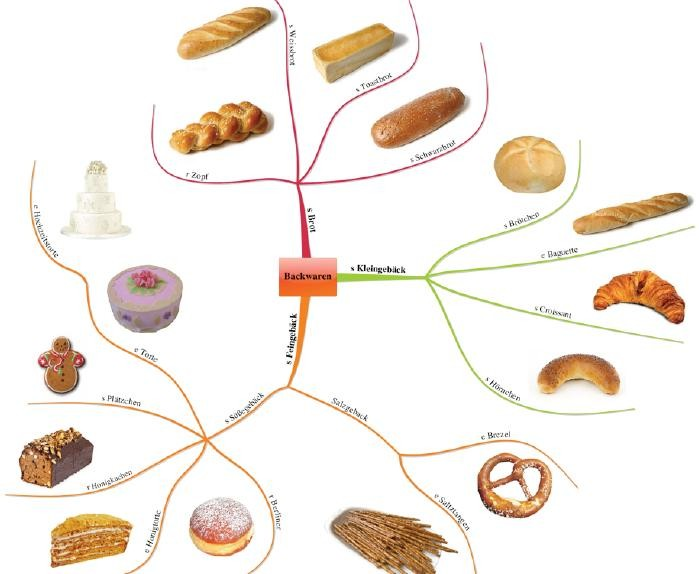 Backwaren
s Brot
r Zopf
s Weissbrot
s Toastbrot
s Schwarzbrot
s Kleingebäck
s Brötchen
e Baguette
s Croissant
s Hörnchen
s Feingebäck
s Süßegebäck
e Torte
e Hochzeitstorte
s Plätzchen
r Honigkuchen
e Honigtorte
r Berliner
Salzgebäck
e Brezel
e Salzstangen